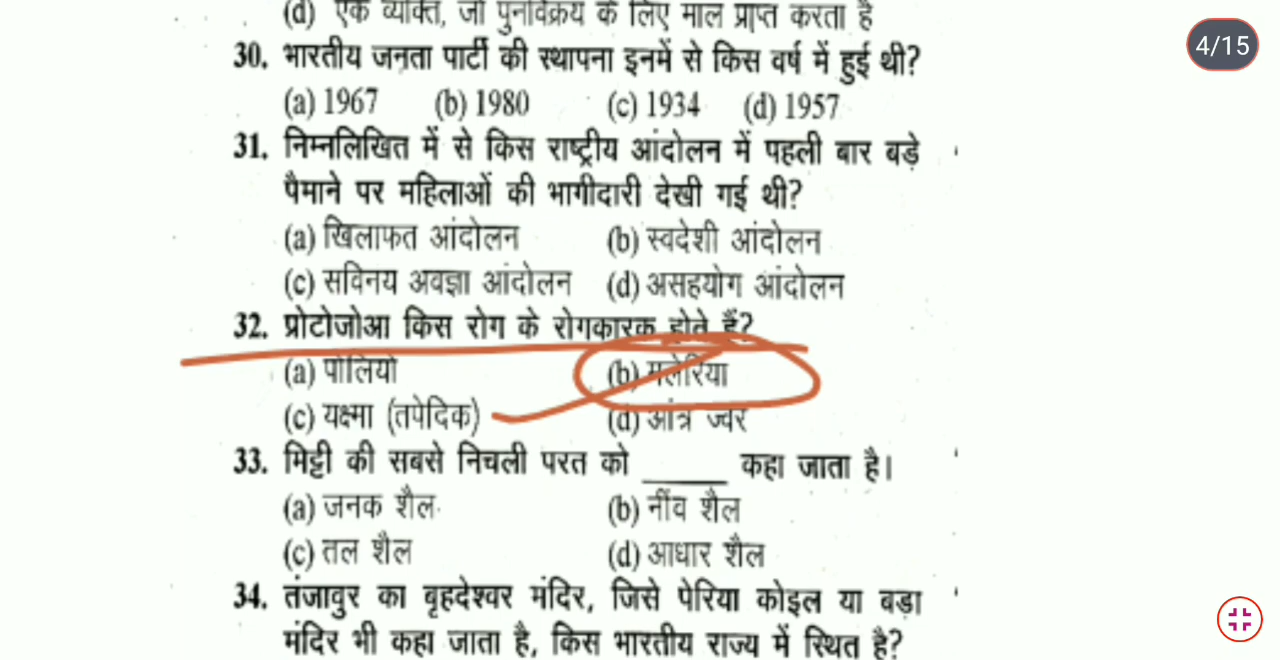 (d) एक व्यक्ति, जो पुनर्विक्रय के लिए माल प्राप्त करता है
4/15
30. भारतीय जनता पार्टी की स्थापना इनमें से किस वर्ष में हुई थी?
(a) 1967 (b) 1980 (c) 1934 (d) 1957
31. निम्नलिखित में से किस राष्ट्रीय आंदोलन में पहली बार बड़े
पैमाने पर महिलाओं की भागीदारी देखी गई थी?
(a) खिलाफत आंदोलन (b) स्वदेशी आंदोलन
(c) सविनय अवज्ञा आंदोलन (d) असहयोग आंदोलन
32. प्रोटोजोआ किस रोग के रोगकारक होते हैं?
(a) पोलियो (b) मलेरिया
(c) यक्ष्मा (तपेदिक) (d) आंत्र ज्वर
33. मिट्टी की सबसे निचली परत को ______ कहा जाता है।
(a) जनक शैल (b) नींव शैल
(c) तल शैल (d) आधार शैल
34. तंजावुर का बृहदेश्वर मंदिर, जिसे पेरिया कोइल या बड़ा
मंदिर भी कहा जाता है, किस भारतीय राज्य में स्थित है?